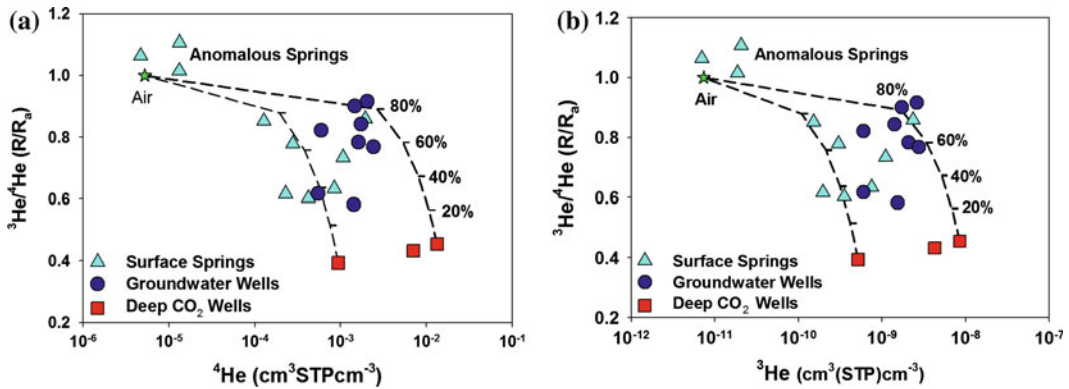 (a)
1.2
1.0
0.8
0.6
0.4
0.2
³He/⁴He (R/Rₐ)
Anomalous Springs
Air
80%
60%
40%
20%
Surface Springs
Groundwater Wells
Deep CO₂ Wells
10⁻⁶ 10⁻⁵ 10⁻⁴ 10⁻³ 10⁻² 10⁻¹
⁴He (cm³STPcm⁻³)
(b)
1.2
1.0
0.8
0.6
0.4
0.2
³He/⁴He (R/Rₐ)
Anomalous Springs
Air
80%
60%
40%
20%
Surface Springs
Groundwater Wells
Deep CO₂ Wells
10⁻¹² 10⁻¹¹ 10⁻¹⁰ 10⁻⁹ 10⁻⁸ 10⁻⁷
³He (cm³(STP)cm⁻³)